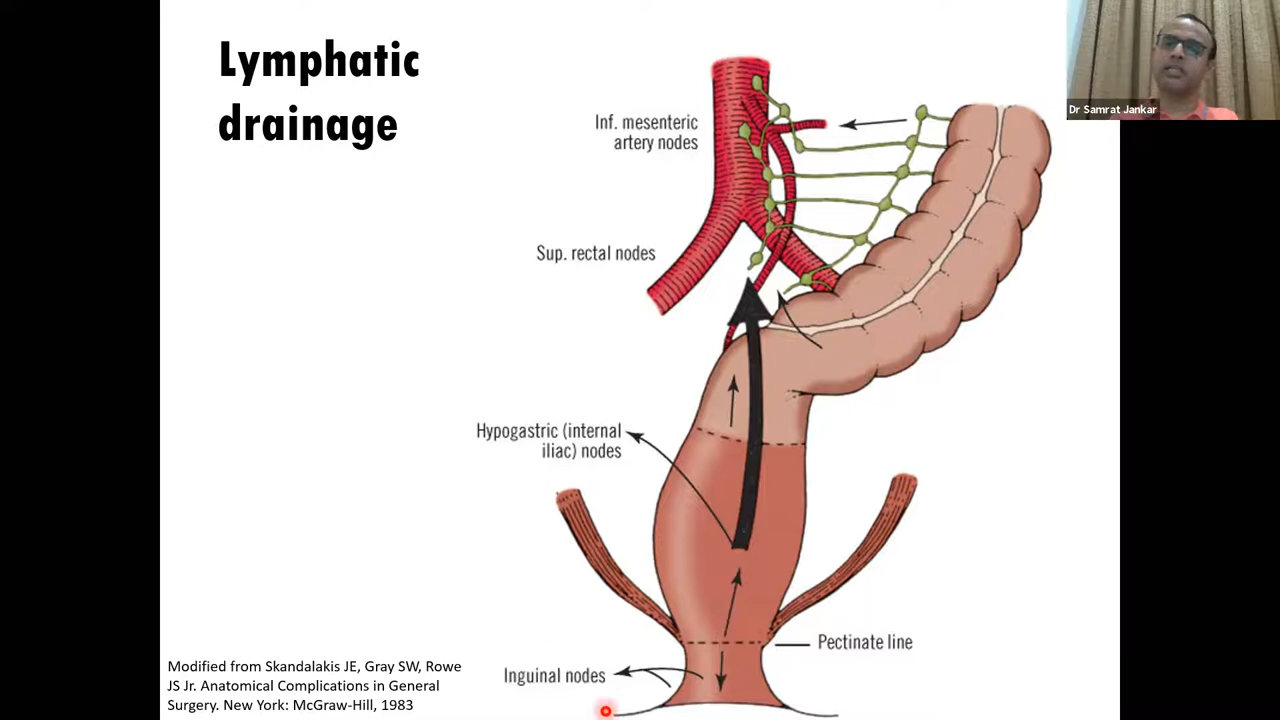 Lymphatic
drainage
Dr Samrat Jankar
Inf. mesenteric
artery nodes
Sup. rectal nodes
Hypogastric (internal
iliac) nodes
Pectinate line
Inguinal nodes
Modified from Skandalakis JE, Gray SW, Rowe
JS Jr. Anatomical Complications in General
Surgery. New York: McGraw-Hill, 1983